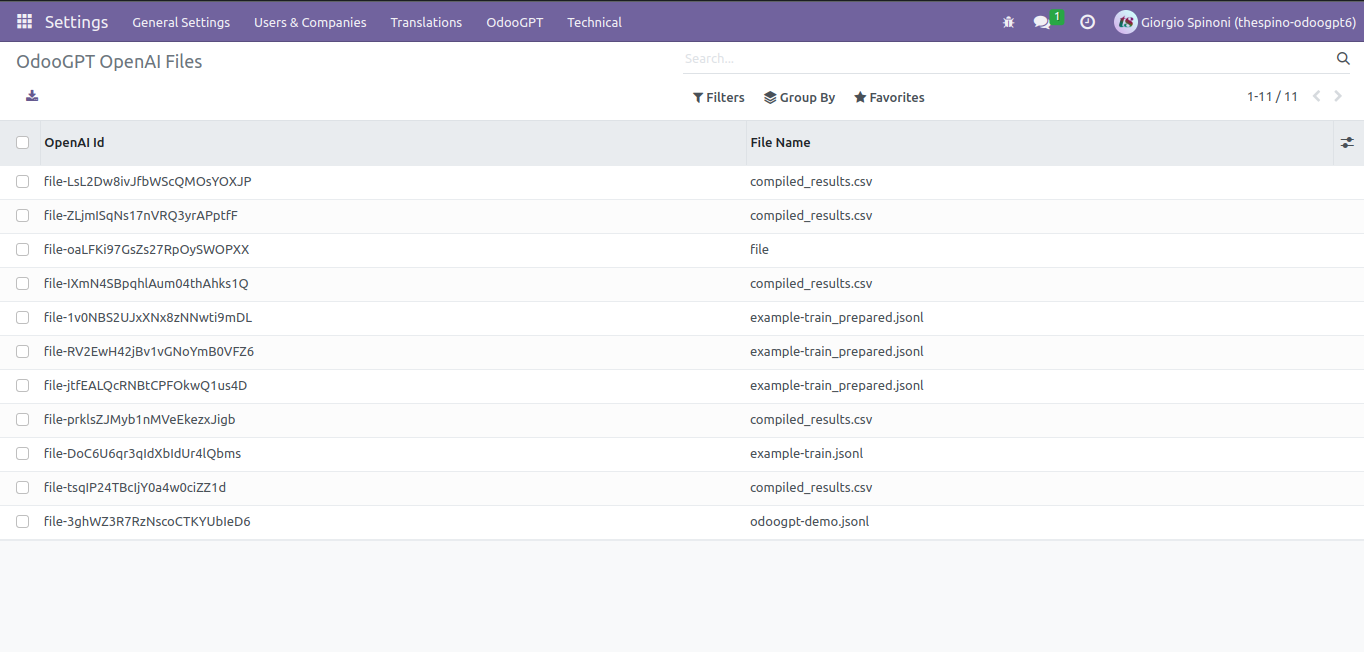 Settings General Settings Users & Companies Translations OdooGPT Technical 1 Giorgio Spinoni (thespino-odoogpt6)
OdooGPT OpenAI Files Search...
Filters Group By Favorites 1-11 / 11
OpenAI Id File Name
file-LsL2Dw8ivJfbWScQMOsYOXJP compiled_results.csv
file-ZLjmISqNs17nVRQ3yrAPptfF compiled_results.csv
file-oaLFKi97GsZs27RpOySWOPXX file
file-IXmN4SBpqhlAum04thAhks1Q compiled_results.csv
file-1v0NBS2UJxXNx8zNNwti9mDL example-train_prepared.jsonl
file-RV2EwH42jBv1vGNoYmB0VFZ6 example-train_prepared.jsonl
file-jtfEALQcRNBtCPFOkwQ1us4D example-train_prepared.jsonl
file-prklsZJMyb1nMVeEkezxJigb compiled_results.csv
file-DoC6U6qr3qIdXbIdUr4lQbms example-train.jsonl
file-tsqIP24TBcIjY0a4w0ciZZ1d compiled_results.csv
file-3ghWZ3R7RzNscoCTKYUbIeD6 odoogpt-demo.jsonl